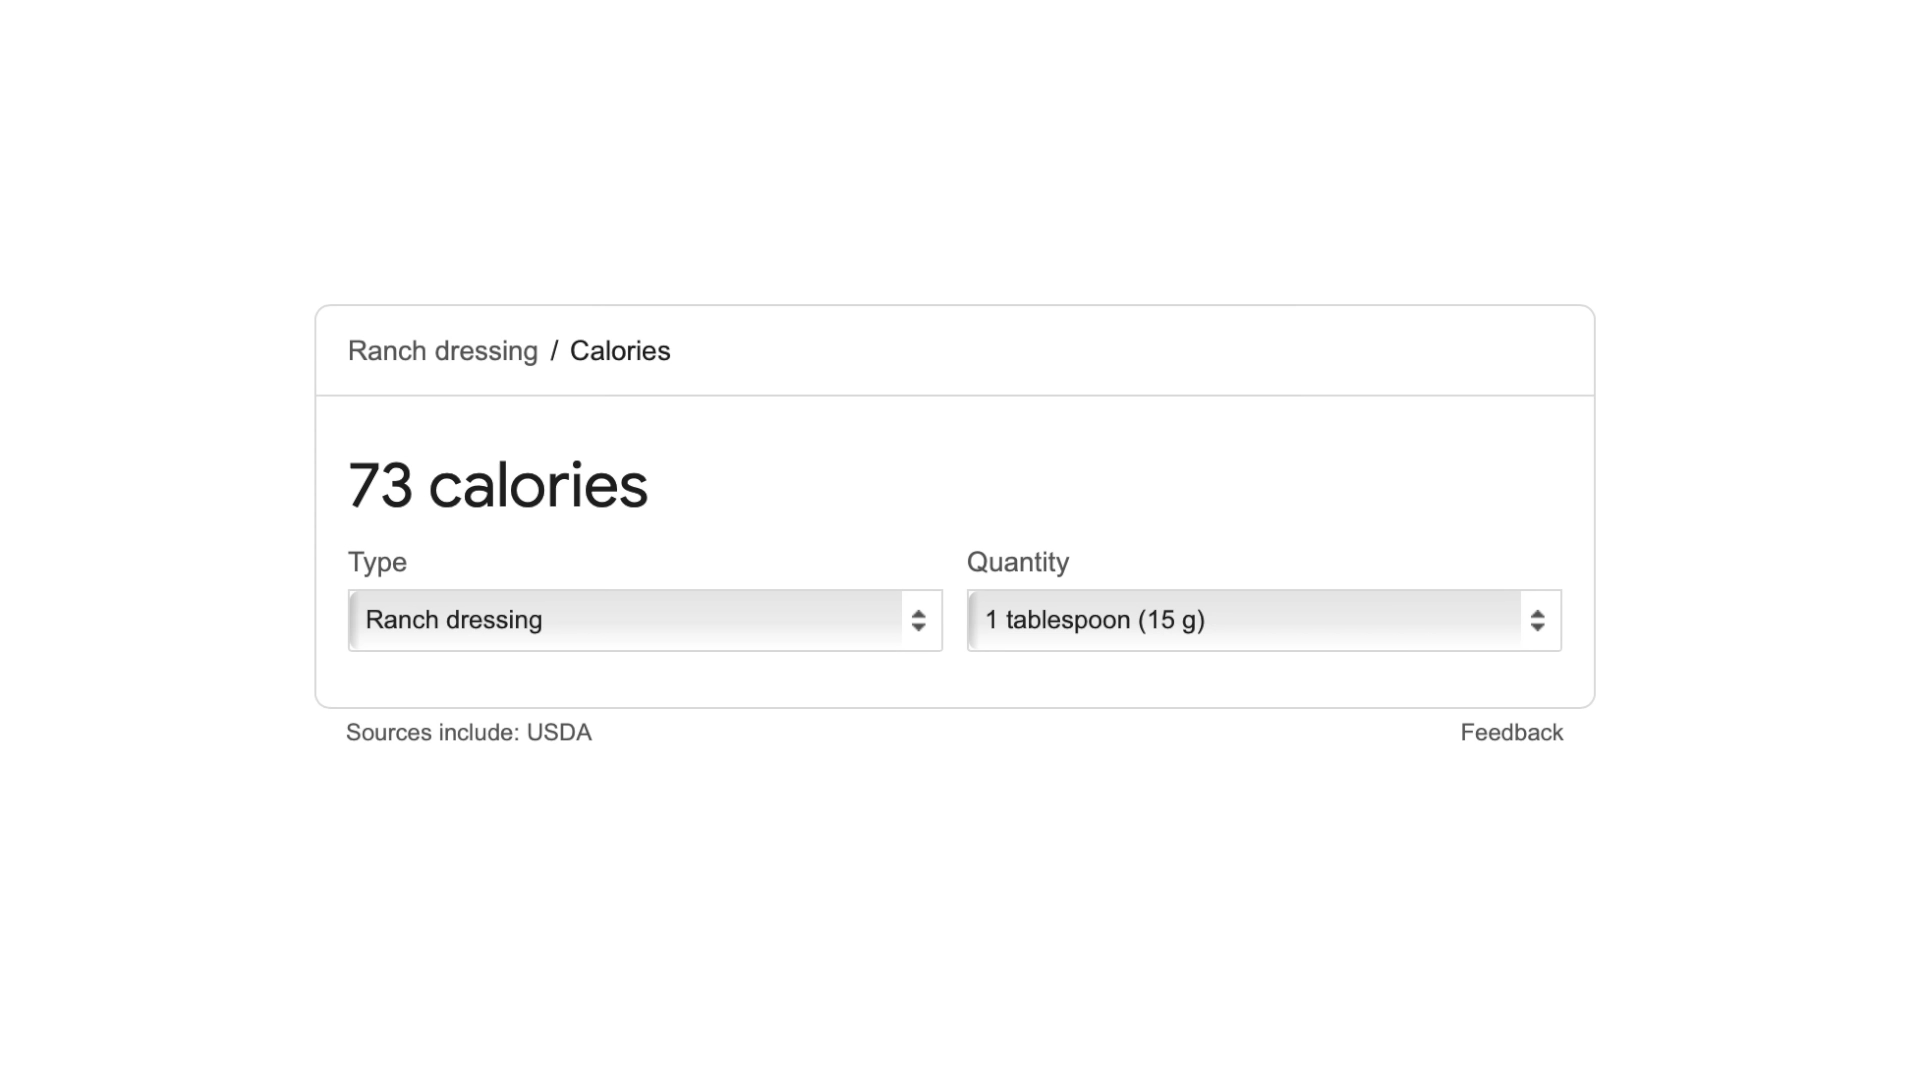 Ranch dressing / Calories
73 calories
Type
Quantity
Ranch dressing
1 tablespoon (15 g)
Sources include: USDA
Feedback